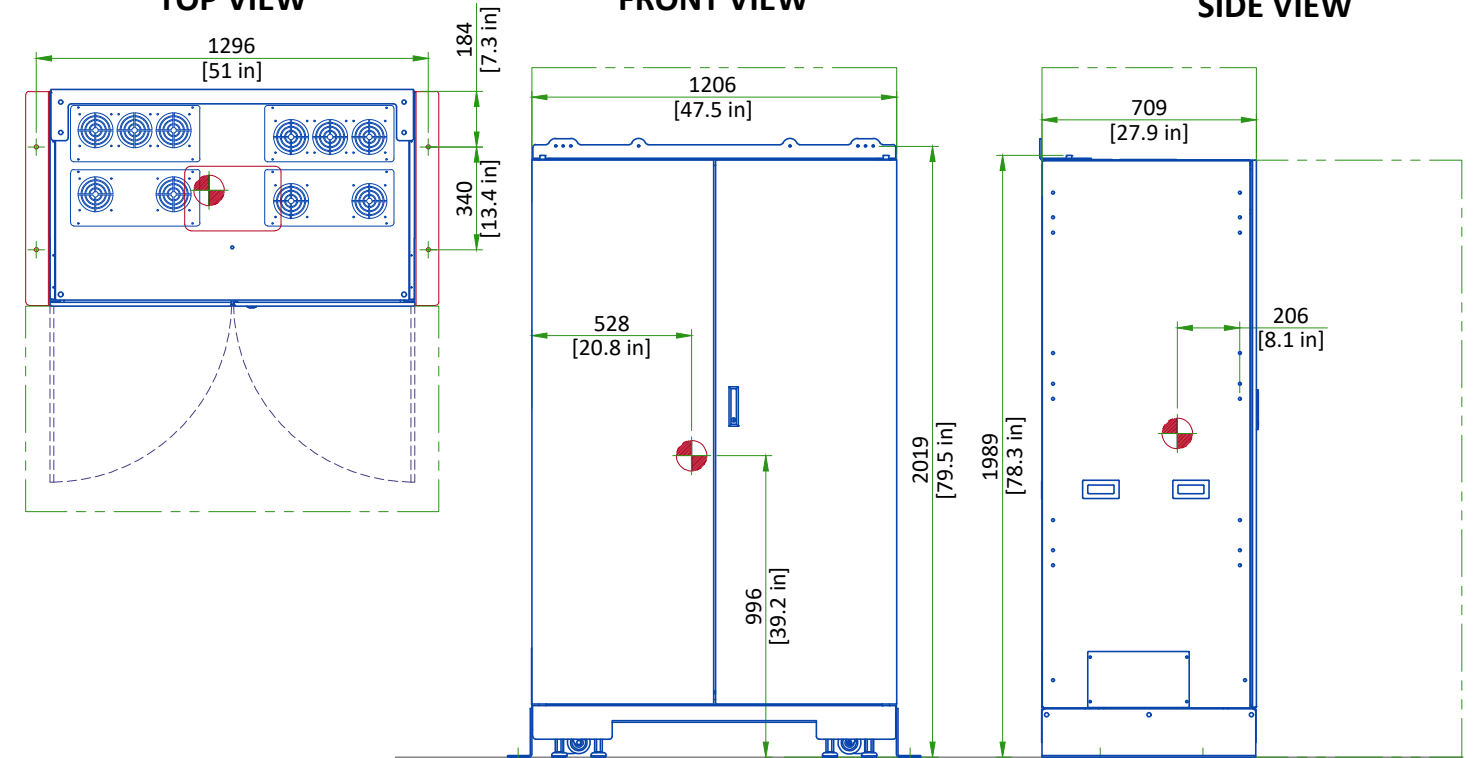 TOP VIEW
FRONT VIEW
SIDE VIEW
1296
[51 in]
184
[7.3 in]
340
[13.4 in]
1206
[47.5 in]
528
[20.8 in]
996
[39.2 in]
2019
[79.5 in]
709
[27.9 in]
206
[8.1 in]
1989
[78.3 in]